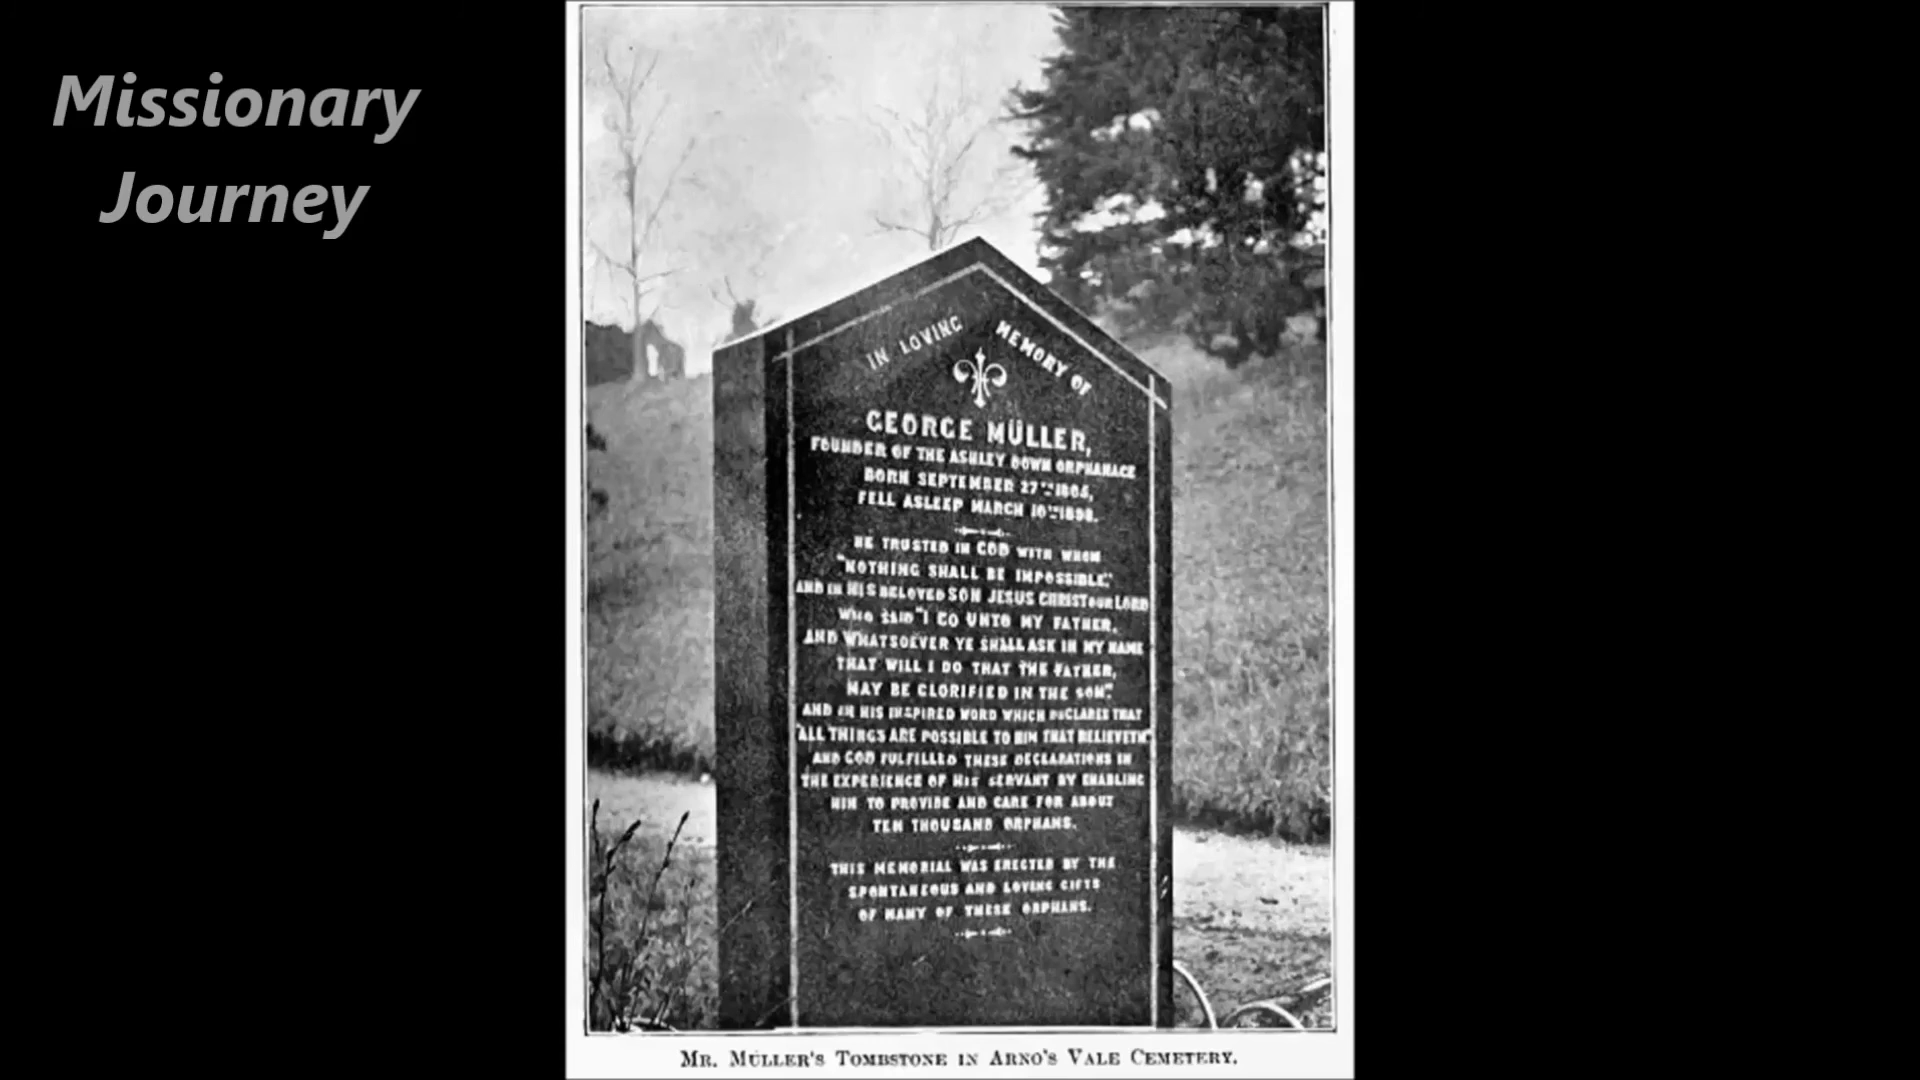 Missionary
Journey
IN LOVING MEMORY OF
GEORGE MÜLLER,
FOUNDER OF THE ASHLEY DOWN ORPHANAGE
BORN SEPTEMBER 27TH 1805,
FELL ASLEEP MARCH 10TH 1898.
HE TRUSTED IN GOD WITH WHOM
"NOTHING SHALL BE IMPOSSIBLE,"
AND IN HIS BELOVED SON JESUS CHRIST OUR LORD
WHO SAID "I GO UNTO MY FATHER,
AND WHATSOEVER YE SHALL ASK IN MY NAME
THAT WILL I DO THAT THE FATHER,
MAY BE GLORIFIED IN THE SON".
AND IN HIS INSPIRED WORD WHICH DECLARES THAT
"ALL THINGS ARE POSSIBLE TO HIM THAT BELIEVETH"
AND GOD FULFILLED THESE DECLARATIONS IN
THE EXPERIENCE OF HIS SERVANT BY ENABLING
HIM TO PROVIDE AND CARE FOR ABOUT
TEN THOUSAND ORPHANS.
THIS MEMORIAL WAS ERECTED BY THE
SPONTANEOUS AND LOVING GIFTS
OF MANY OF THESE ORPHANS.
MR. MÜLLER'S TOMBSTONE IN ARNO'S VALE CEMETERY.